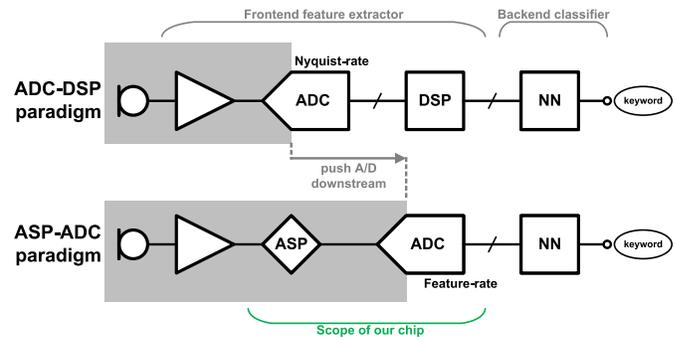 Frontend feature extractor
Backend classifier
Nyquist-rate
ADC-DSP
paradigm
ADC
DSP
NN
keyword
push A/D
downstream
ASP-ADC
paradigm
ASP
ADC
NN
keyword
Feature-rate
Scope of our chip